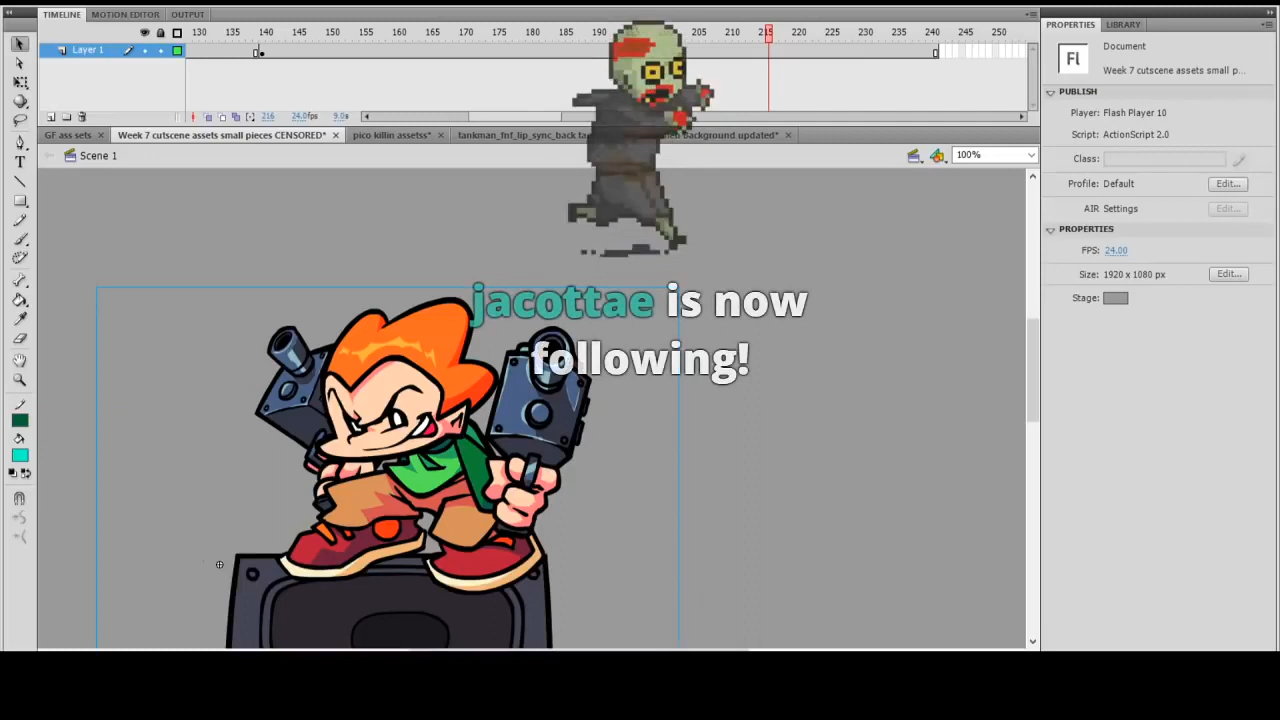 TIMELINE MOTION EDITOR OUTPUT
PROPERTIES LIBRARY
130 135 140 145 150 155 160 165 170 175 180 185 190 205 210 215 220 225 230 235 240 245 250
Layer 1
216 24.0fps 9.0s
Document
Week 7 cutscene assets small p...
PUBLISH
Player: Flash Player 10
Script: ActionScript 2.0
Class:
Profile: Default Edit...
AIR Settings Edit...
PROPERTIES
FPS: 24.00
Size: 1920 x 1080 px Edit...
Stage:
GF ass sets × Week 7 cutscene assets small pieces CENSORED* × pico killin assetss* × tankman_fnf_lip_sync_back background updated* ×
Scene 1
100%
jacottae is now
following!
Fl